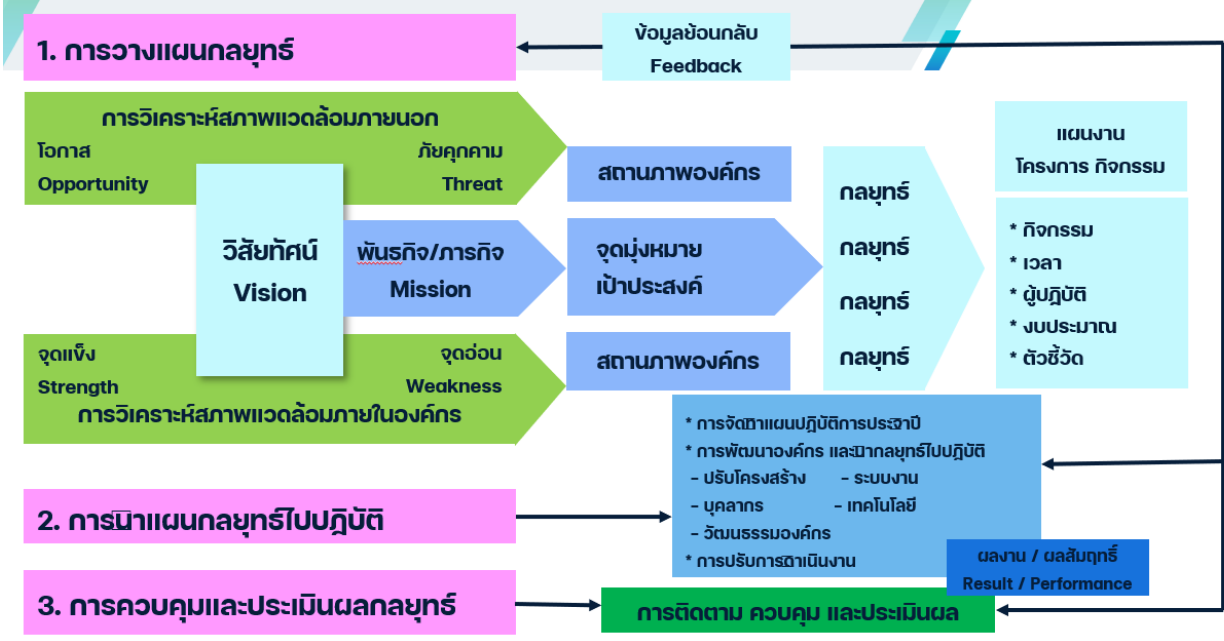 1. การวางแผนกลยุทธ์
ข้อมูลย้อนกลับ
Feedback
การวิเคราะห์สภาพแวดล้อมภายนอก
โอกาส
ภัยคุกคาม
Opportunity
Threat
วิสัยทัศน์
Vision
พันธกิจ/ภารกิจ
Mission
จุดแข็ง
จุดอ่อน
Strength
Weakness
การวิเคราะห์สภาพแวดล้อมภายในองค์กร
สถานภาพองค์กร
จุดมุ่งหมาย
เป้าประสงค์
สถานภาพองค์กร
กลยุทธ์
กลยุทธ์
กลยุทธ์
กลยุทธ์
แผนงาน
โครงการ กิจกรรม
* กิจกรรม
* เวลา
* ผู้ปฏิบัติ
* งบประมาณ
* ตัวชี้วัด
2. การนำแผนกลยุทธ์ไปปฏิบัติ
* การจัดทำแผนปฏิบัติการประจำปี
* การพัฒนาองค์กร และนำกลยุทธ์ไปปฏิบัติ
- ปรับโครงสร้าง - ระบบงาน
- บุคลากร - เทคโนโลยี
- วัฒนธรรมองค์กร
* การปรับการดำเนินงาน
ผลงาน / ผลสัมฤทธิ์
Result / Performance
3. การควบคุมและประเมินผลกลยุทธ์
การติดตาม ควบคุม และประเมินผล